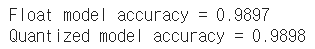 Float model accuracy = 0.9897
Quantized model accuracy = 0.9898